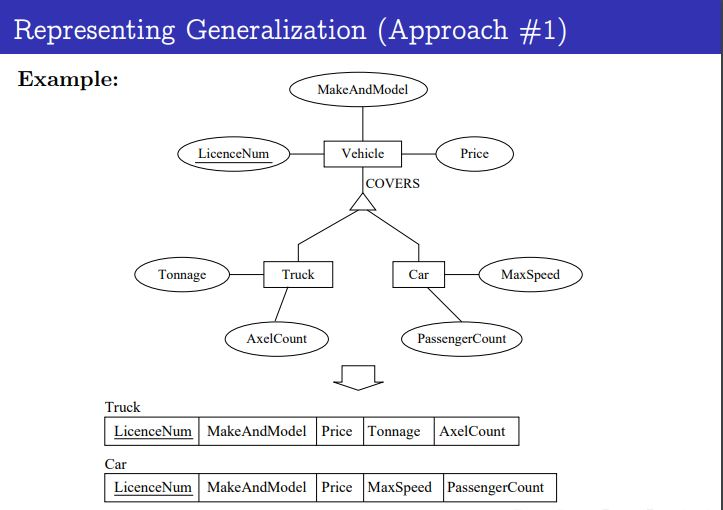 Representing Generalization (Approach #1)
Example:
MakeAndModel
LicenceNum Vehicle Price
COVERS
Tonnage Truck Car MaxSpeed
AxelCount PassengerCount
Truck
LicenceNum MakeAndModel Price Tonnage AxelCount
Car
LicenceNum MakeAndModel Price MaxSpeed PassengerCount